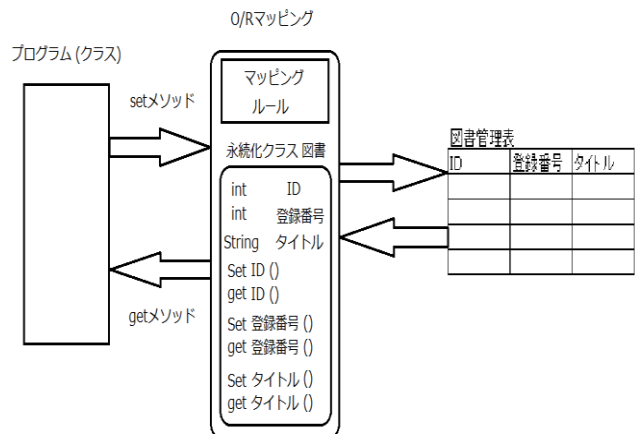 O/Rマッピング
プログラム (クラス)
マッピング
ルール
setメソッド
永続化クラス 図書
int ID
int 登録番号
String タイトル
Set ID ()
get ID ()
Set 登録番号 ()
get 登録番号 ()
Set タイトル ()
get タイトル ()
getメソッド
図書管理表
ID 登録番号 タイトル